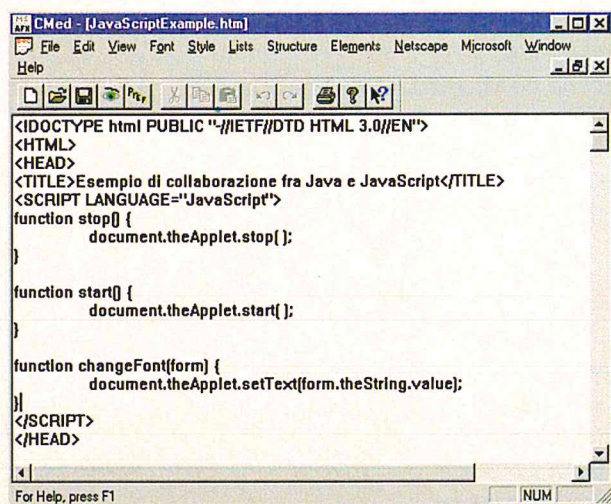 CMed - [JavaScriptExample.htm]
File Edit View Font Style Lists Structure Elements Netscape Microsoft Window
Help
<!DOCTYPE html PUBLIC "-//IETF//DTD HTML 3.0//EN">
<HTML>
<HEAD>
<TITLE>Esempio di collaborazione fra Java e JavaScript</TITLE>
<SCRIPT LANGUAGE="JavaScript">
function stop() {
document.theApplet.stop( );
}
function start() {
document.theApplet.start( );
}
function changeFont(form) {
document.theApplet.setText(form.theString.value);
}
</SCRIPT>
</HEAD>
For Help, press F1
NUM